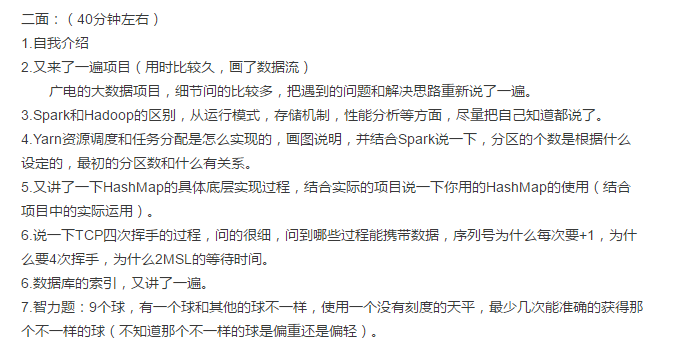 二面：（40分钟左右）
1.自我介绍
2.又来了一遍项目（用时比较久，画了数据流）
广电的大数据项目，细节问的比较多，把遇到的问题和解决思路重新说了一遍。
3.Spark和Hadoop的区别，从运行模式，存储机制，性能分析等方面，尽量把自己知道都说了。
4.Yarn资源调度和任务分配是怎么实现的，画图说明，并结合Spark说一下，分区的个数是根据什么
设定的，最初的分区数和什么有关系。
5.又讲了一下HashMap的具体底层实现过程，结合实际的项目说一下你用的HashMap的使用（结合
项目中的实际运用）。
6.说一下TCP四次挥手的过程，问的很细，问到哪些过程能携带数据，序列号为什么每次要+1，为什
么要4次挥手，为什么2MSL的等待时间。
6.数据库的索引，又讲了一遍。
7.智力题：9个球，有一个球和其他的球不一样，使用一个没有刻度的天平，最少几次能准确的获得那
个不一样的球（不知道那个不一样的球是偏重还是偏轻）。